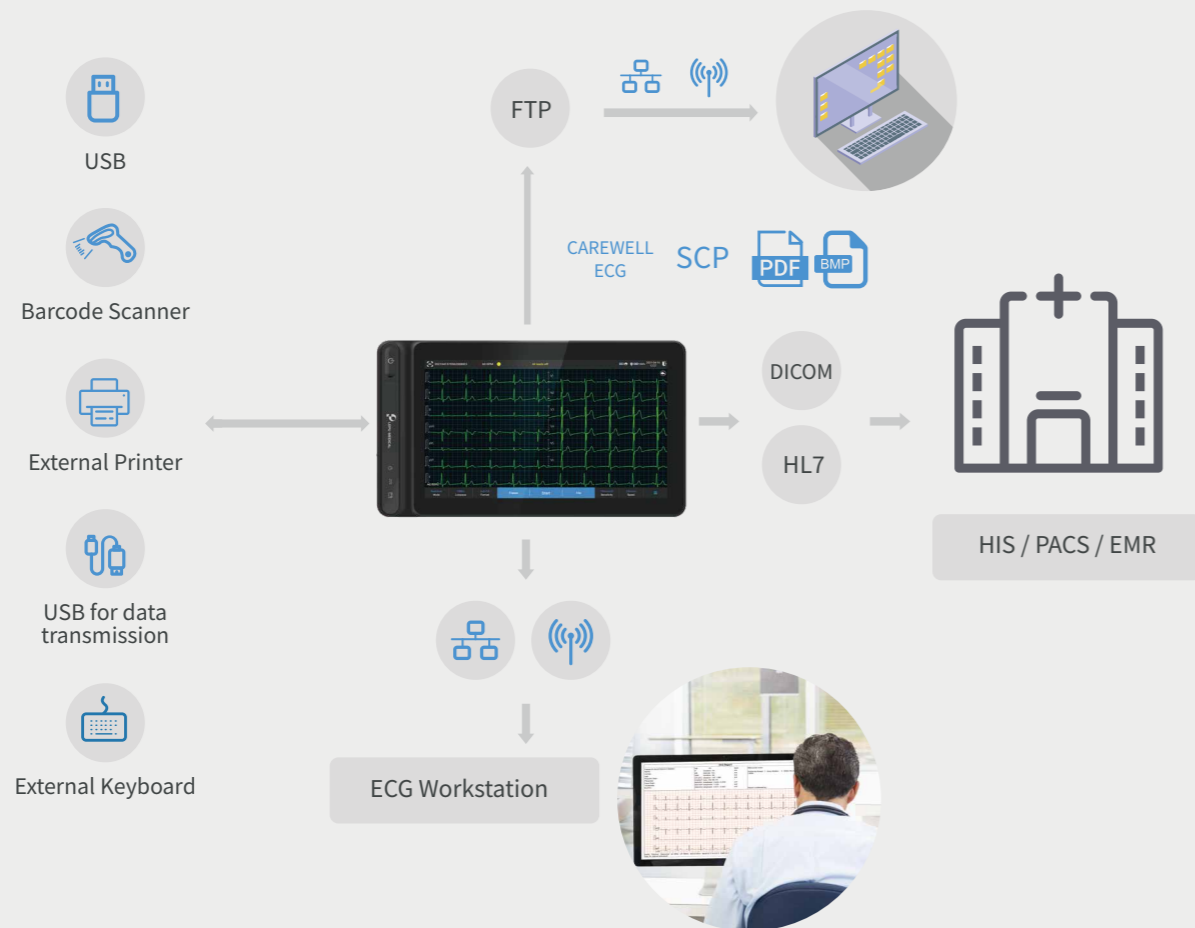 USB
Barcode Scanner
External Printer
USB for data
transmission
External Keyboard
FTP
CAREWELL
ECG
SCP
PDF
BMP
DICOM
HL7
HIS / PACS / EMR
ECG Workstation